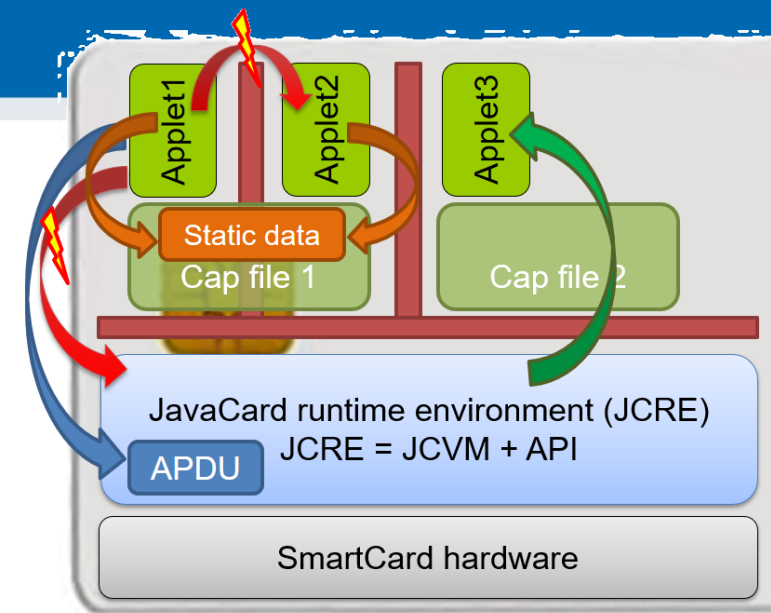 Applet1
Applet2
Applet3
Static data
Cap file 1
Cap file 2
JavaCard runtime environment (JCRE)
JCRE = JCVM + API
APDU
SmartCard hardware